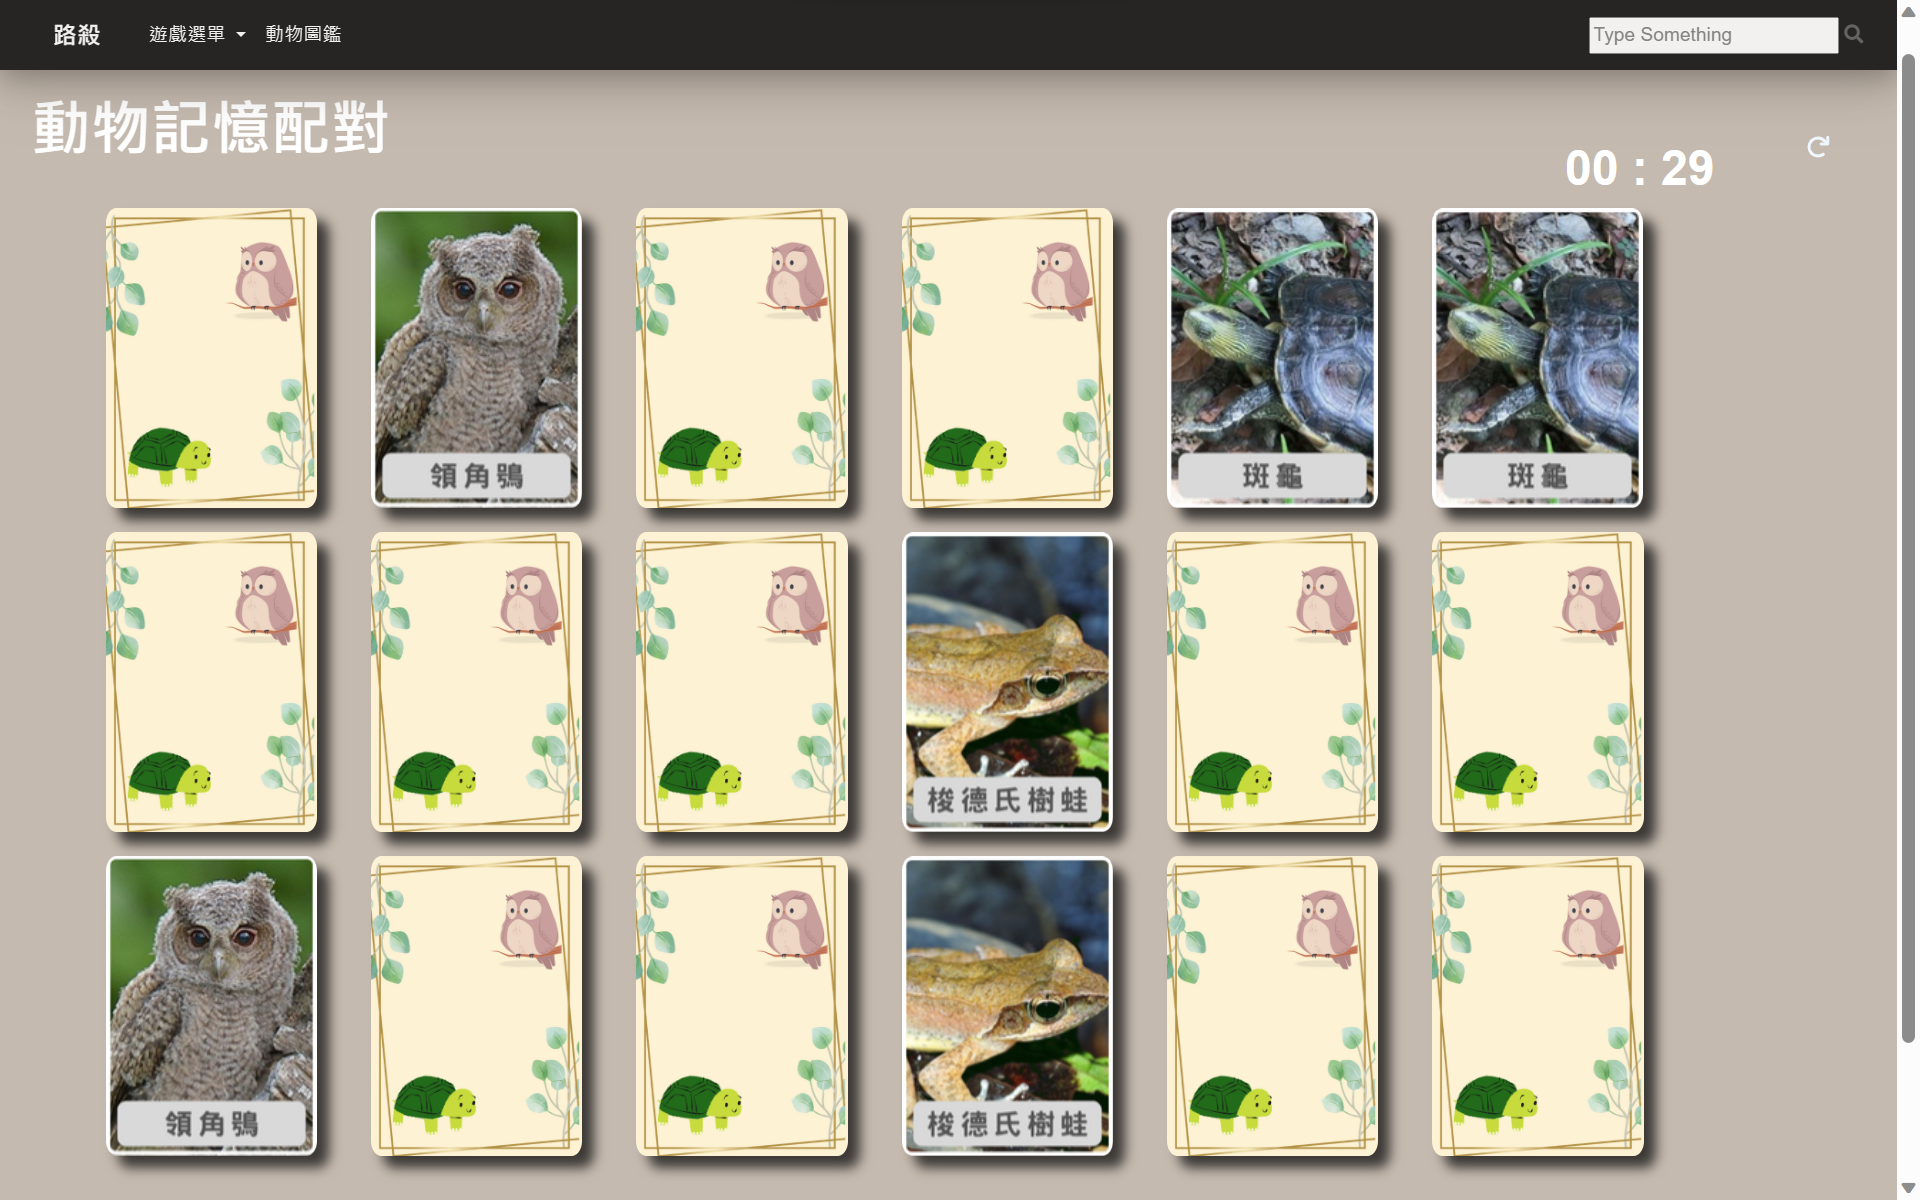 路殺
遊戲選單
動物圖鑑
Type Something
動物記憶配對
00 : 29
領角鴞
斑龜
斑龜
梭德氏樹蛙
領角鴞
梭德氏樹蛙